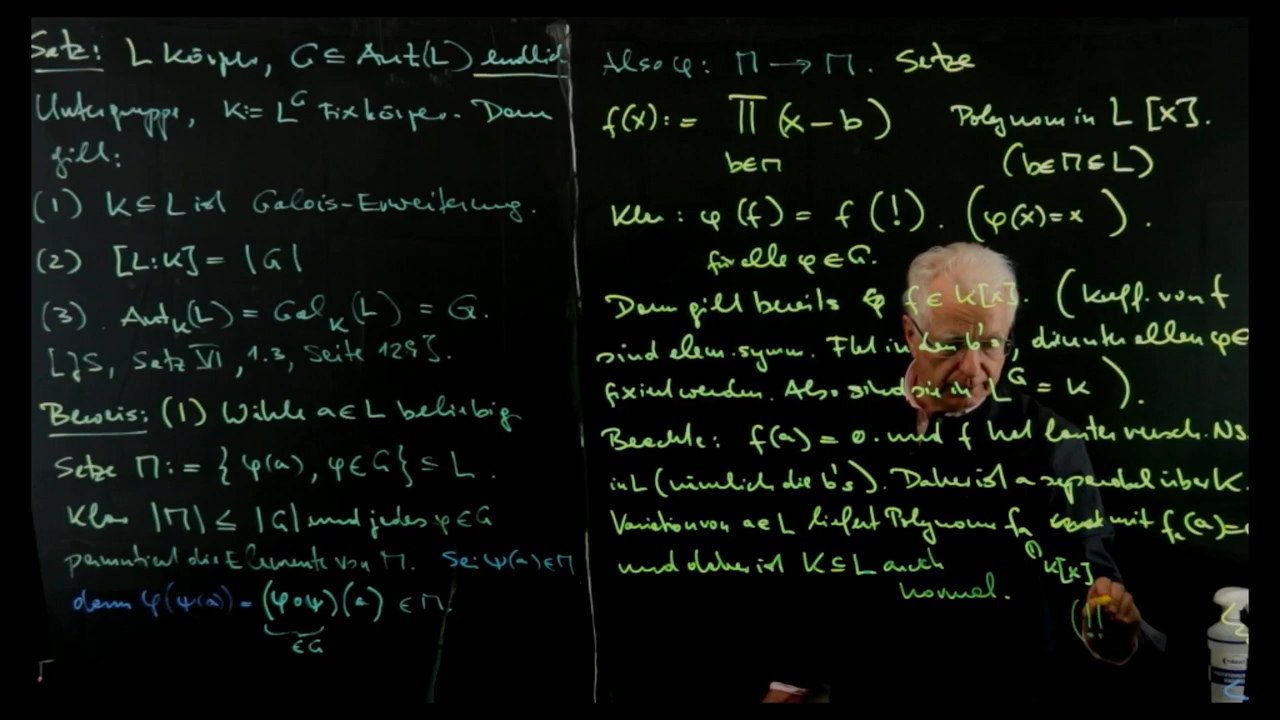 Satz: L Körper, G ⊆ Aut(L) endlich
Untergruppe, K := L^G Fixkörper. Dann
gilt:
(1) K ⊆ L ist Galois-Erweiterung.
(2) [L:K] = |G|
(3). Aut_K(L) = Gal_K(L) = G.
[JS, Satz VI, 1.3, Seite 129].
Beweis: (1) Wähle a ∈ L beliebig
Setze M := { φ(a), φ ∈ G } ⊆ L.
Klar |M| ≤ |G| und jedes φ ∈ G
permutiert die Elemente von M. Sei ψ(a) ∈ M
dann φ(ψ(a)) = (φ∘ψ)(a) ∈ M.
∈ G
Also φ: M → M. Setze
f(x) := ∏ (x − b) Polynom in L [x].
b ∈ M (b ∈ M ⊆ L)
Klar: φ(f) = f (!). (φ(x) = x ).
für alle φ ∈ G.
Dann gilt bereits f ∈ K[x]. (Koeff. von f
sind elem. symm. Fkt in den b's, die unter allen φ ∈
fixiert werden. Also sind sie in L^G = K ).
Beachte: f(a) = 0. und f hat lauter versch. NS.
in L (nämlich die b's). Daher ist a separabel über K.
Variation von a ∈ L liefert Polynome f_a mit f_a(a) =
und daher ist K ⊆ L auch K[x]
normal. (!!